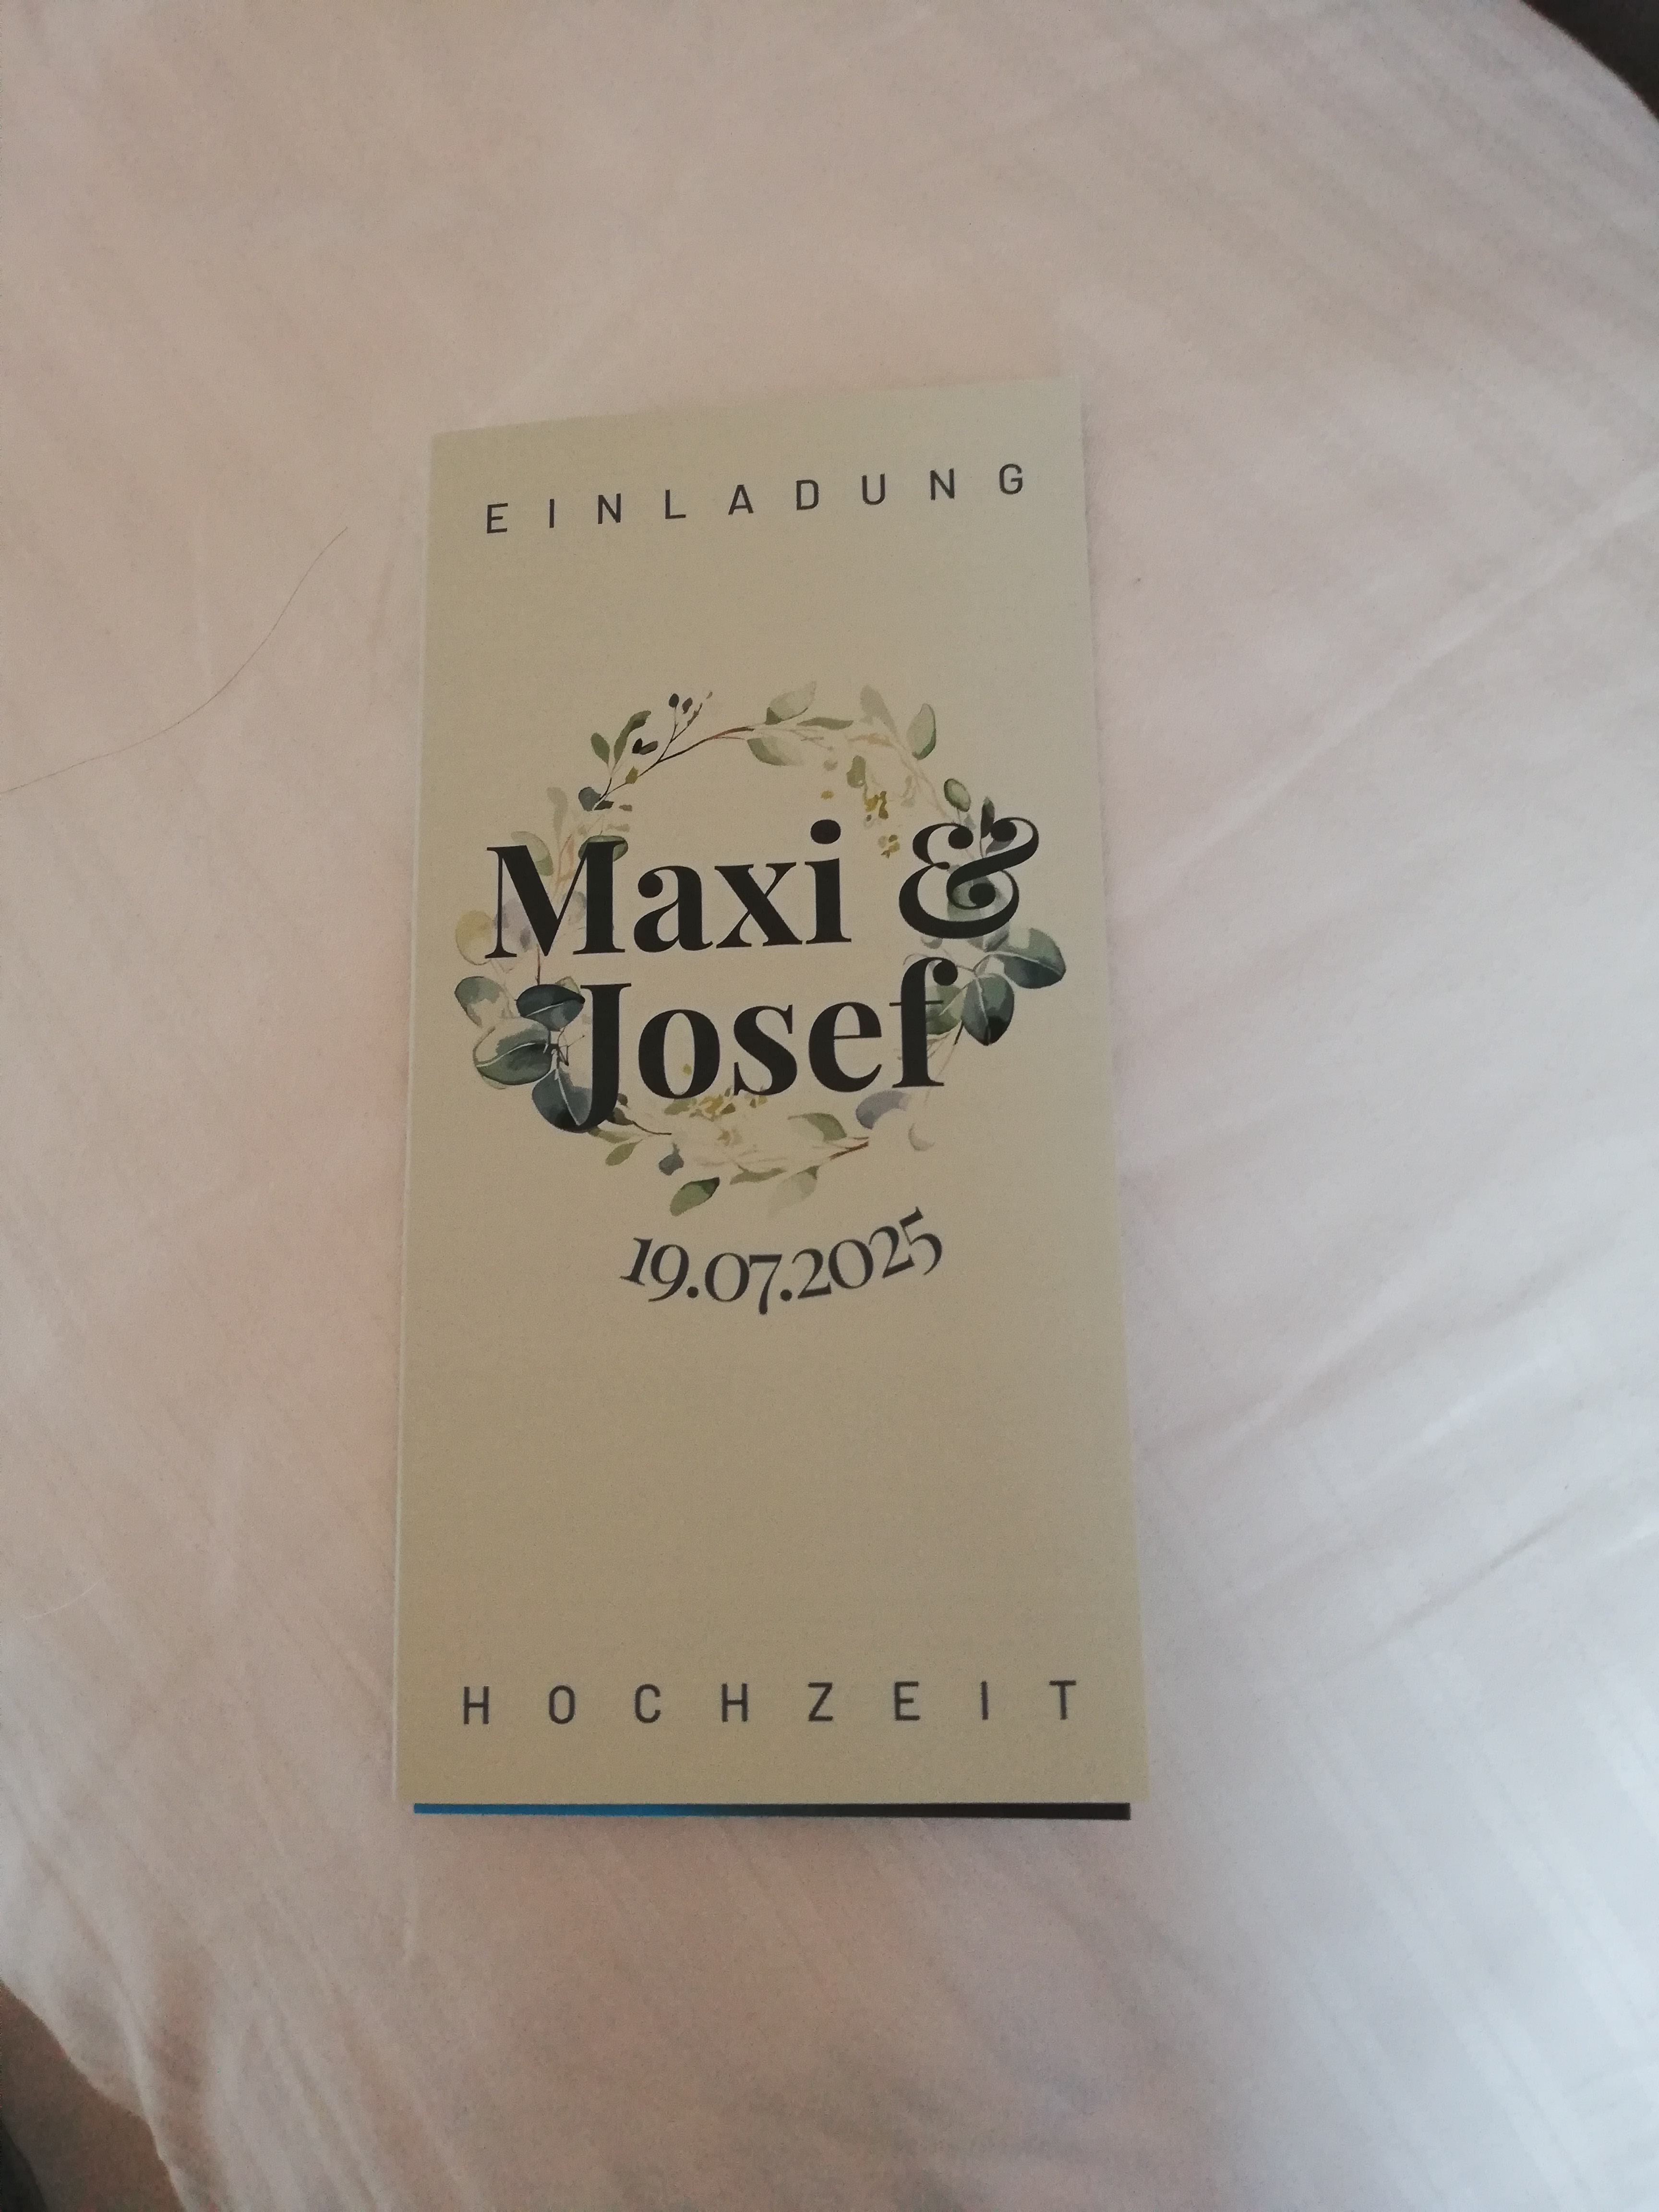 EINLADUNG
Maxi &
Josef
19.07.2025
HOCHZEIT